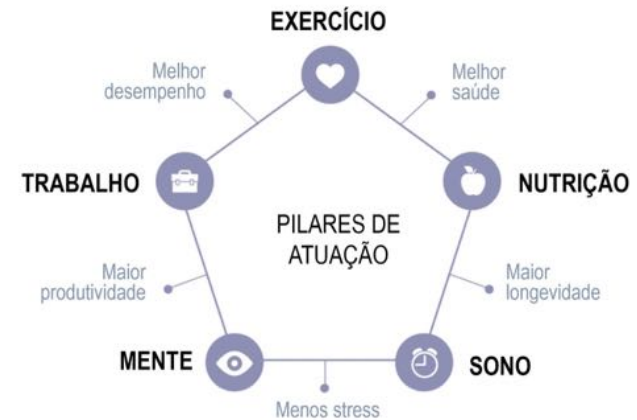 EXERCÍCIO
Melhor
desempenho
Melhor
saúde
TRABALHO
NUTRIÇÃO
PILARES DE
ATUAÇÃO
Maior
produtividade
Maior
longevidade
MENTE
SONO
Menos stress